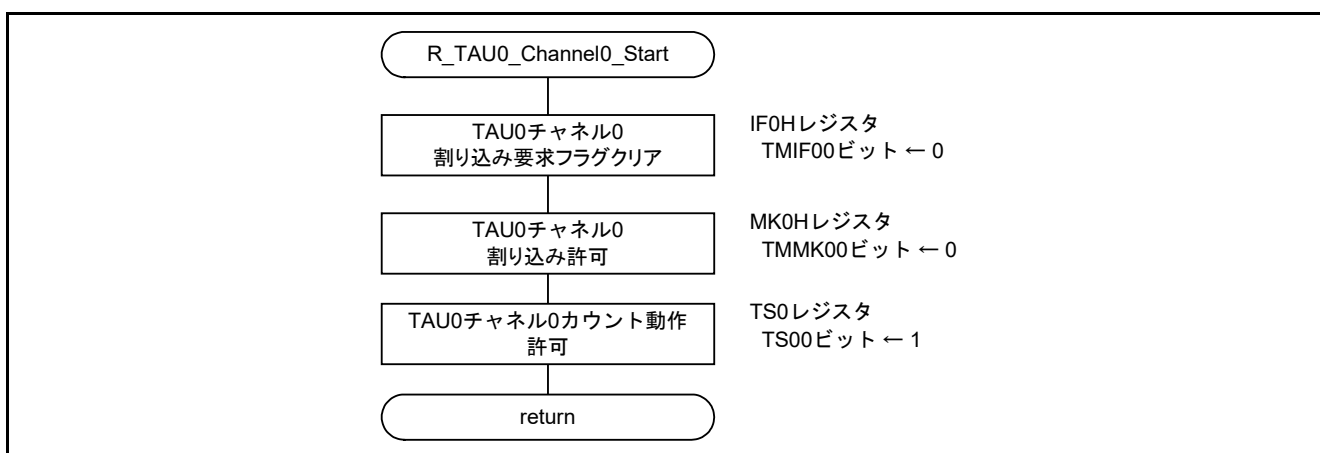 R_TAU0_Channel0_Start
TAU0チャネル0
割り込み要求フラグクリア
IF0Hレジスタ
TMIF00ビット ← 0
TAU0チャネル0
割り込み許可
MK0Hレジスタ
TMMK00ビット ← 0
TAU0チャネル0カウント動作
許可
TS0レジスタ
TS00ビット ← 1
return